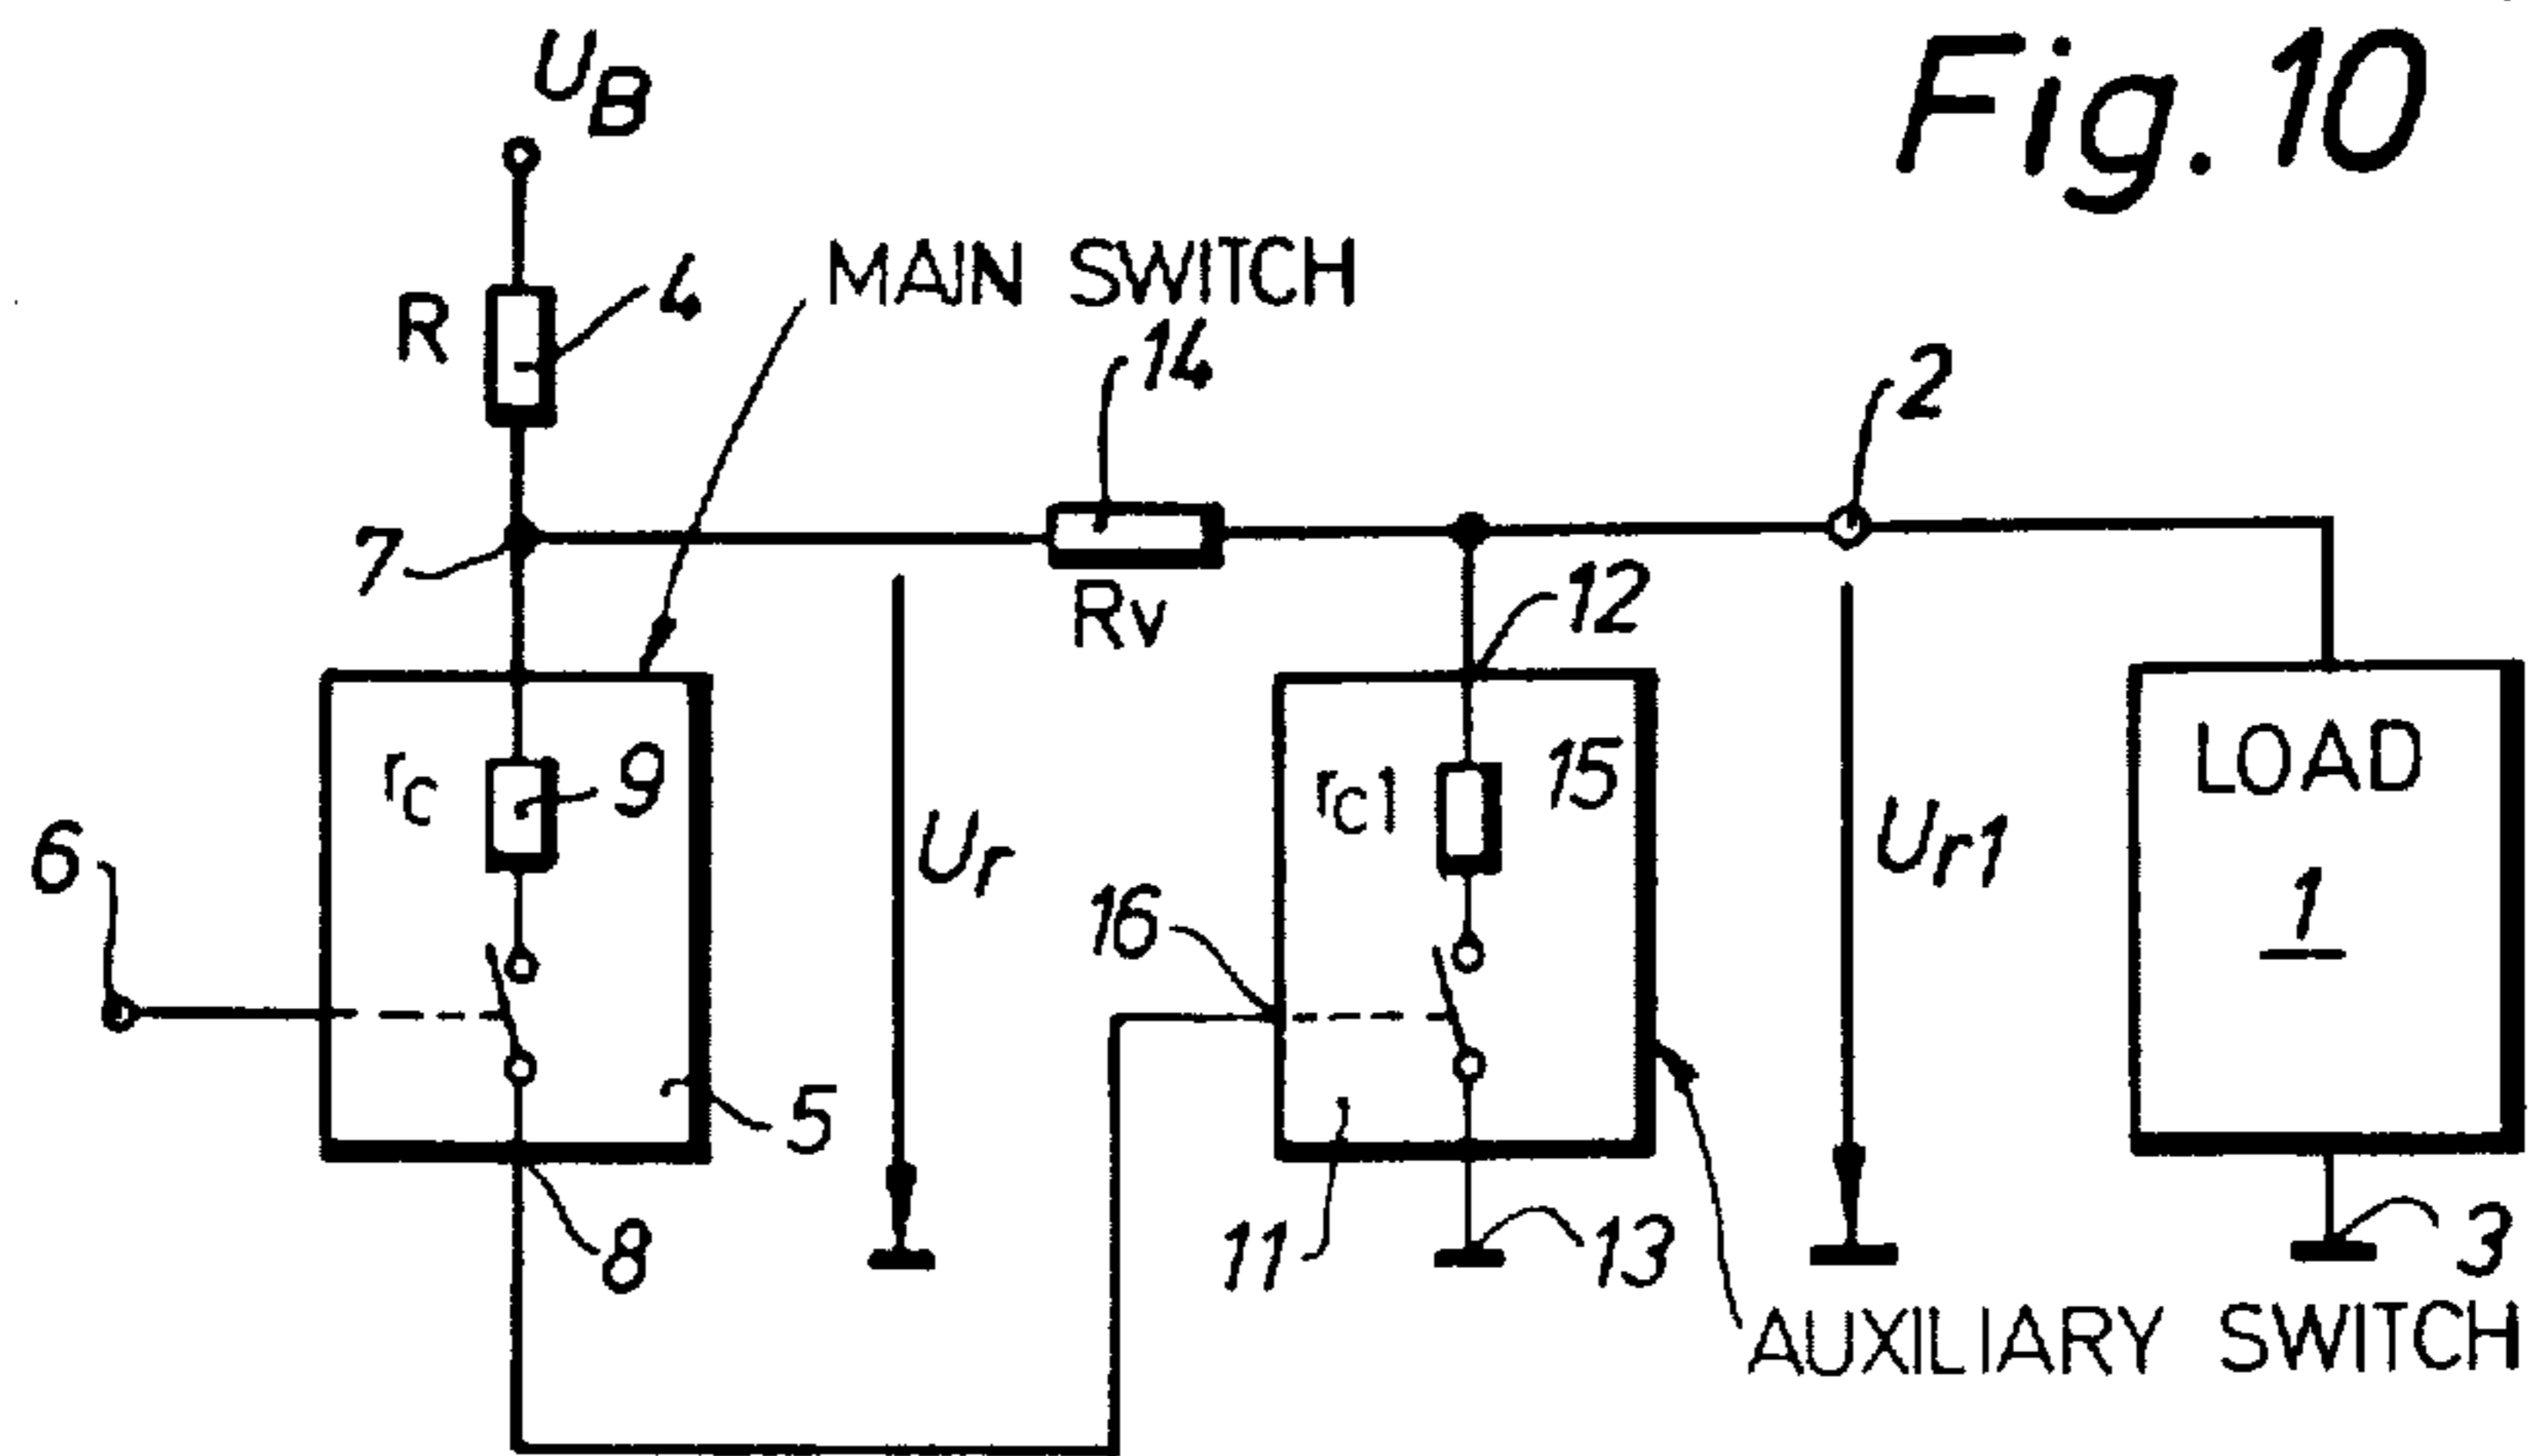 Fig. 10
UB
R
4
MAIN SWITCH
14
2
7
Rv
12
rc
9
6
Ur
rc1
15
16
Ur1
LOAD
1
5
8
11
13
3
AUXILIARY SWITCH